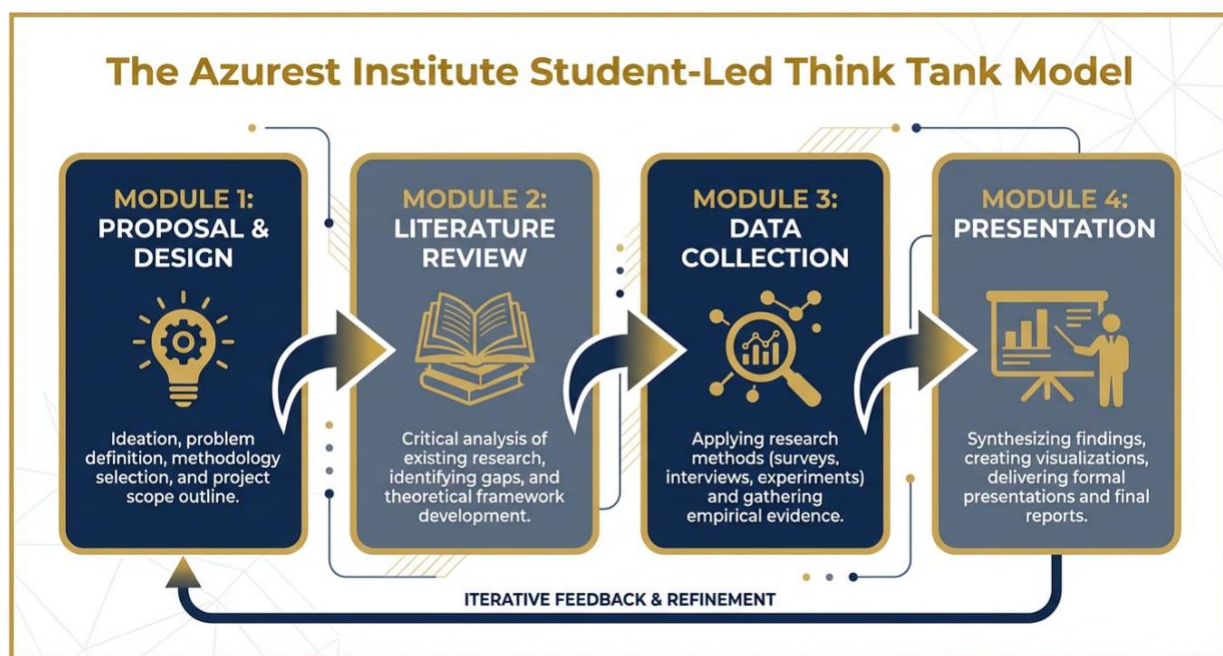 The Azurest Institute Student-Led Think Tank Model
MODULE 1:
PROPOSAL &
DESIGN
Ideation, problem
definition, methodology
selection, and project
scope outline.
MODULE 2:
LITERATURE
REVIEW
Critical analysis of
existing research,
identifying gaps, and
theoretical framework
development.
MODULE 3:
DATA
COLLECTION
Applying research
methods (surveys,
interviews, experiments)
and gathering
empirical evidence.
MODULE 4:
PRESENTATION
Synthesizing findings,
creating visualizations,
delivering formal
presentations and final
reports.
ITERATIVE FEEDBACK & REFINEMENT